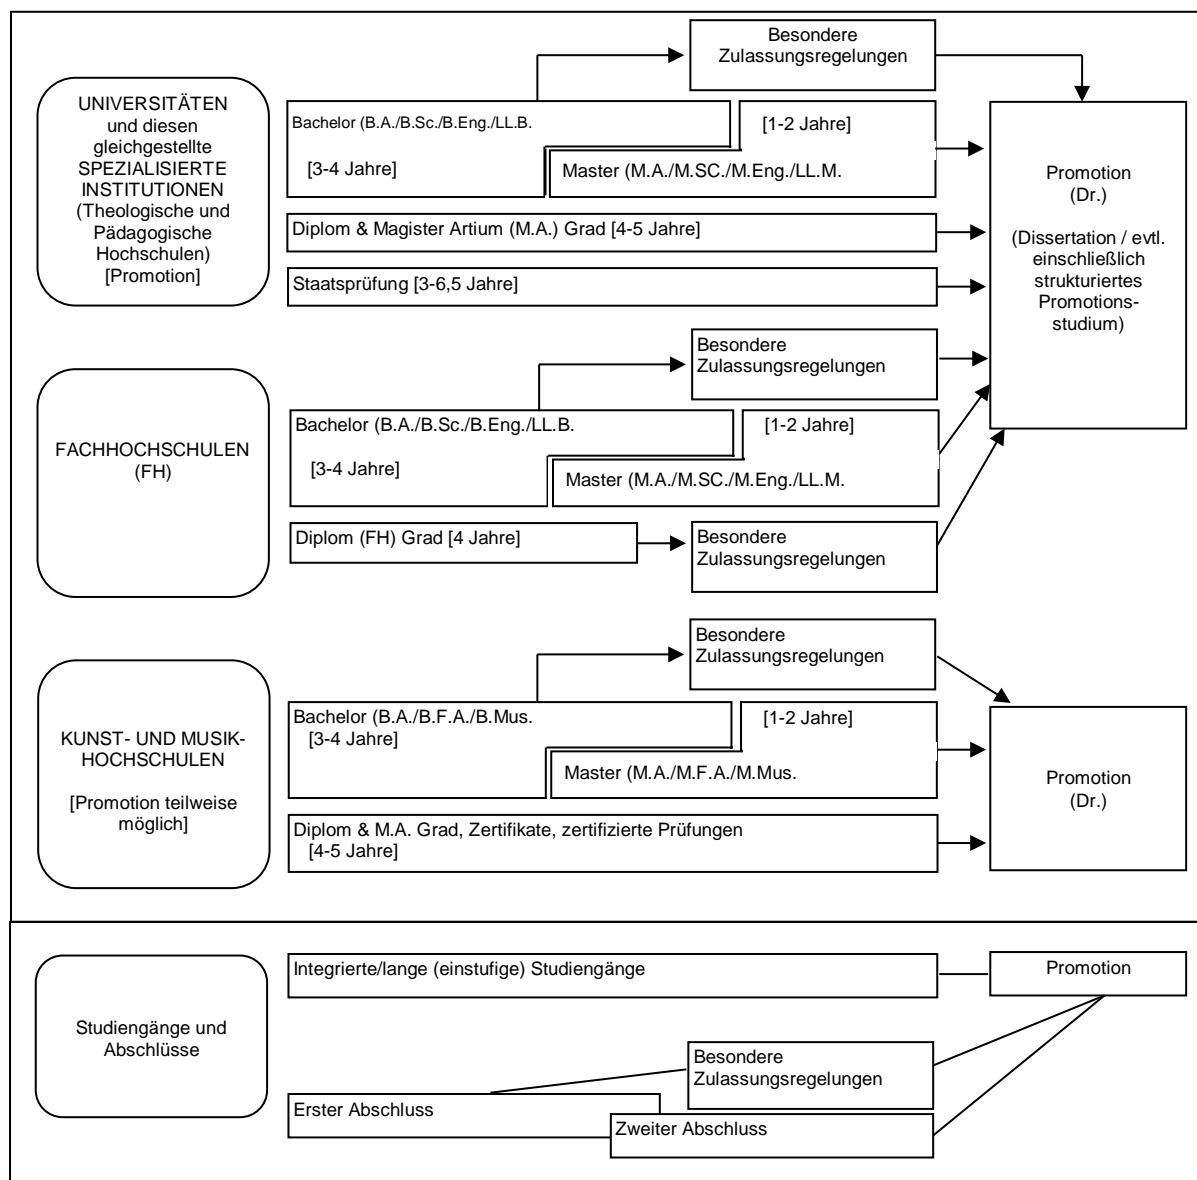 Besondere
Zulassungsregelungen
UNIVERSITÄTEN
und diesen
gleichgestellte
SPEZIALISIERTE
INSTITUTIONEN
(Theologische und
Pädagogische
Hochschulen)
[Promotion]
Bachelor (B.A./B.Sc./B.Eng./LL.B.
[3-4 Jahre]
[1-2 Jahre]
Master (M.A./M.SC./M.Eng./LL.M.
Diplom & Magister Artium (M.A.) Grad [4-5 Jahre]
Staatsprüfung [3-6,5 Jahre]
Promotion
(Dr.)
(Dissertation / evtl.
einschließlich
strukturiertes
Promotions-
studium)
Besondere
Zulassungsregelungen
FACHHOCHSCHULEN
(FH)
Bachelor (B.A./B.Sc./B.Eng./LL.B.
[3-4 Jahre]
[1-2 Jahre]
Master (M.A./M.SC./M.Eng./LL.M.
Diplom (FH) Grad [4 Jahre]
Besondere
Zulassungsregelungen
Besondere
Zulassungsregelungen
KUNST- UND MUSIK-
HOCHSCHULEN
[Promotion teilweise
möglich]
Bachelor (B.A./B.F.A./B.Mus.
[3-4 Jahre]
[1-2 Jahre]
Master (M.A./M.F.A./M.Mus.
Diplom & M.A. Grad, Zertifikate, zertifizierte Prüfungen
[4-5 Jahre]
Promotion
(Dr.)
Studiengänge und
Abschlüsse
Integrierte/lange (einstufige) Studiengänge
Promotion
Besondere
Zulassungsregelungen
Erster Abschluss
Zweiter Abschluss